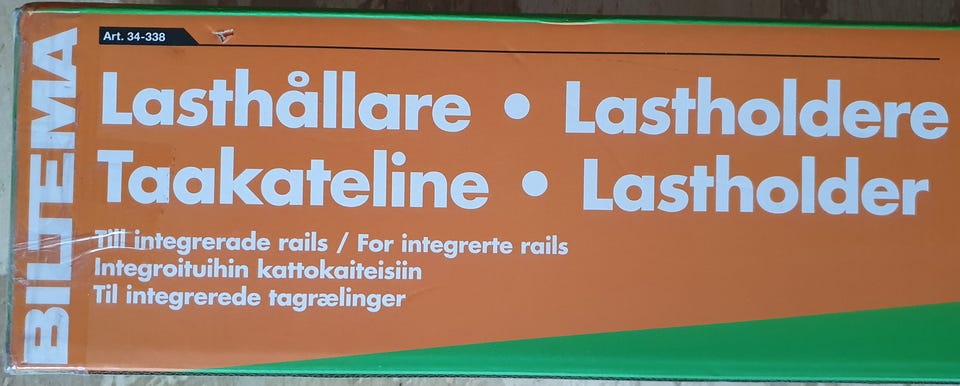 BILTEMA
Art. 34-338
Lasthållare • Lastholdere
Taakateline • Lastholder
Till integrerade rails / For integrerte rails
Integroituihin kattokaiteisiin
Til integrerede tagrælinger